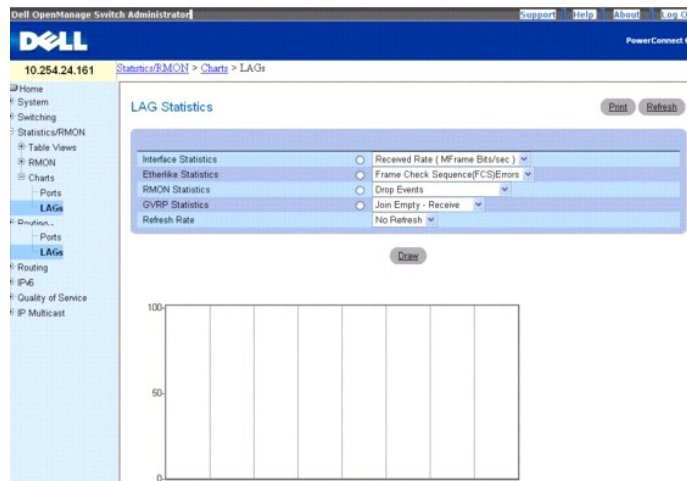 Dell OpenManage Switch Administrator
Support Help About Log O
DELL
PowerConnect
10.254.24.161
Statistics/RMON > Charts > LAGs
Home
System
Switching
Statistics/RMON
Table Views
RMON
Charts
Ports
LAGs
Ports
LAGs
Routing
IPv6
Quality of Service
IP Multicast
LAG Statistics
Print Refresh
Interface Statistics Received Rate ( MFrame Bits/sec )
Etherlike Statistics Frame Check Sequence(FCS)Errors
RMON Statistics Drop Events
GVRP Statistics Join Empty - Receive
Refresh Rate No Refresh
Draw
100
50
0